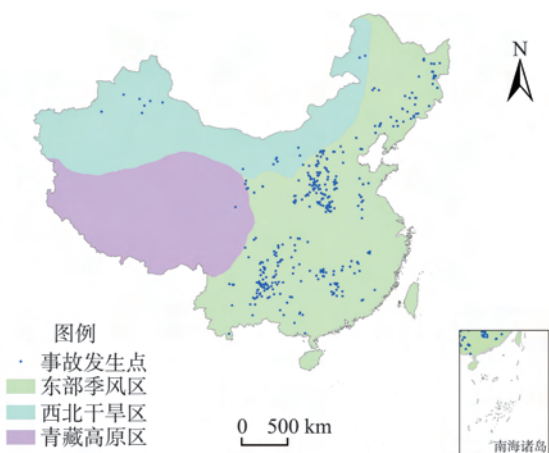 N
图例
事故发生点
东部季风区
西北干旱区
青藏高原区
0 500 km
南海诸岛